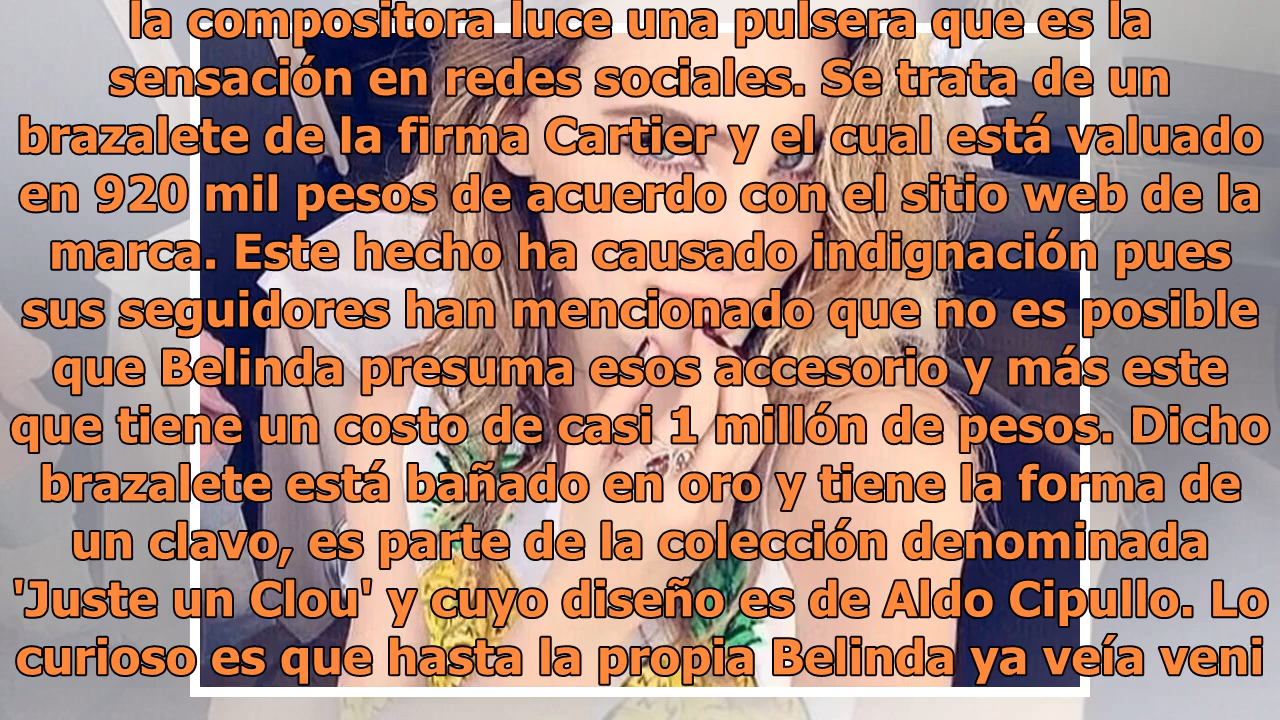 la compositora luce una pulsera que es la
sensación en redes sociales. Se trata de un
brazalete de la firma Cartier y el cual está valuado
en 920 mil pesos de acuerdo con el sitio web de la
marca. Este hecho ha causado indignación pues
sus seguidores han mencionado que no es posible
que Belinda presuma esos accesorio y más este
que tiene un costo de casi 1 millón de pesos. Dicho
brazalete está bañado en oro y tiene la forma de
un clavo, es parte de la colección denominada
'Juste un Clou' y cuyo diseño es de Aldo Cipullo. Lo
curioso es que hasta la propia Belinda ya veía veni